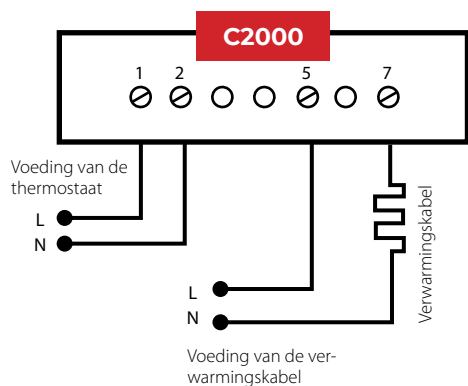 C2000
1 2 5 7
Voeding van de
thermostaat
L
N
Verwarmingskabel
L
N
Voeding van de ver-
warmingskabel